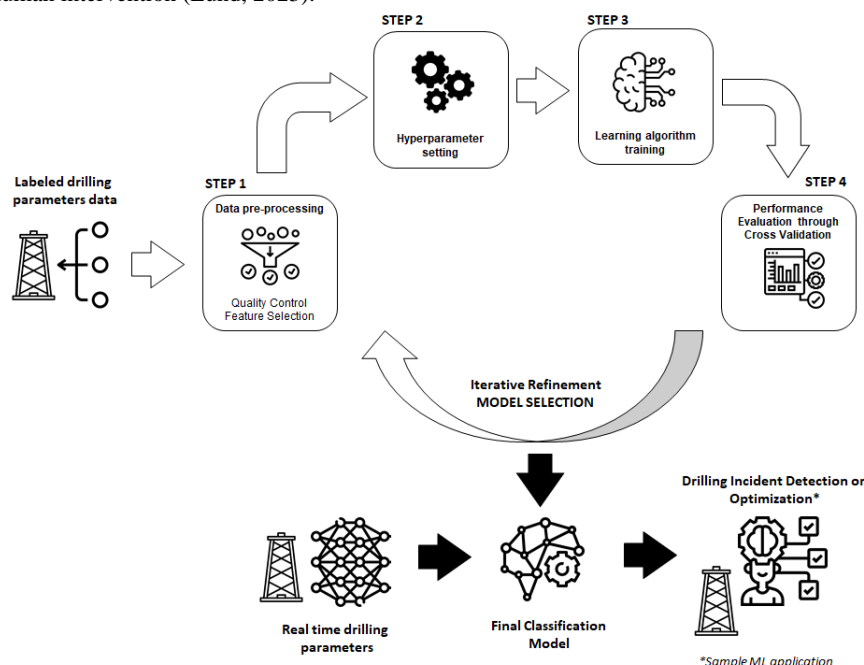 uman intervention (Lund, 2023).
STEP 2
STEP 3
Hyperparameter
setting
Learning algorithm
training
Labeled drilling
parameters data
STEP 1
Data pre-processing
Quality Control
Feature Selection
STEP 4
Performance
Evaluation through
Cross Validation
Iterative Refinement
MODEL SELECTION
Drilling Incident Detection or
Optimization*
Real time drilling
parameters
Final Classification
Model
*Sample ML application